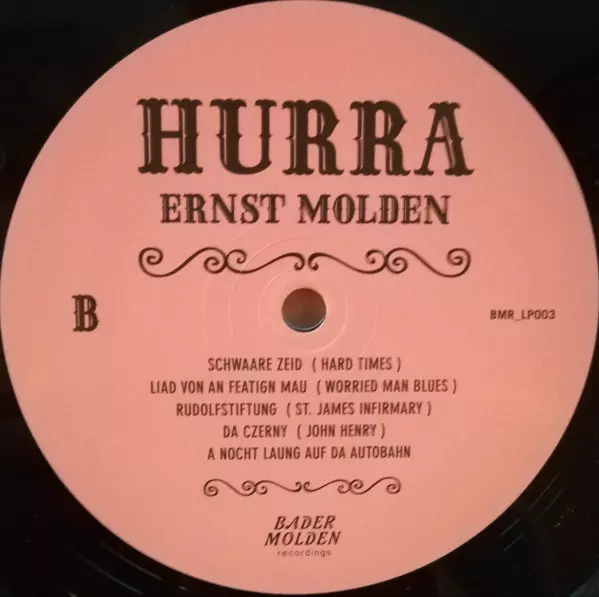 HURRA
ERNST MOLDEN
B
BMR_LP003
SCHWAARE ZEID ( HARD TIMES )
LIAD VON AN FEATIGN MAU ( WORRIED MAN BLUES )
RUDOLFSTIFTUNG ( ST. JAMES INFIRMARY )
DA CZERNY ( JOHN HENRY )
A NOCHT LAUNG AUF DA AUTOBAHN
BADER
MOLDEN
recordings